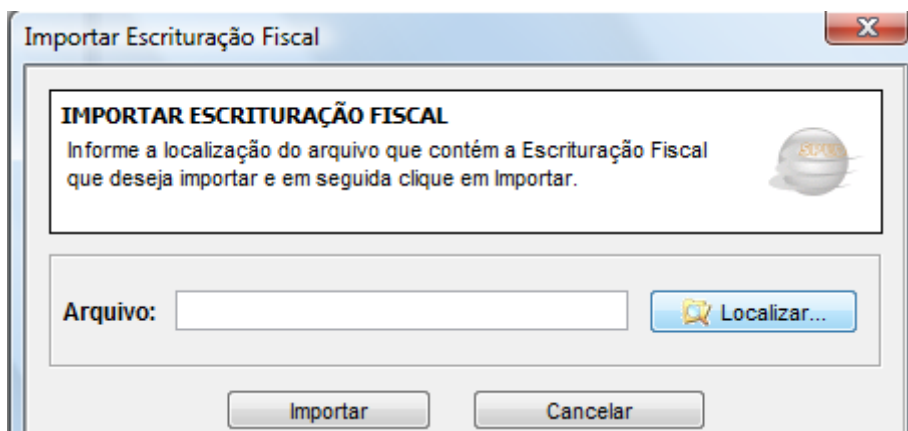 Importar Escrituração Fiscal
IMPORTAR ESCRITURAÇÃO FISCAL
Informe a localização do arquivo que contém a Escrituração Fiscal
que deseja importar e em seguida clique em Importar.
SPED
Arquivo:
Localizar...
Importar
Cancelar